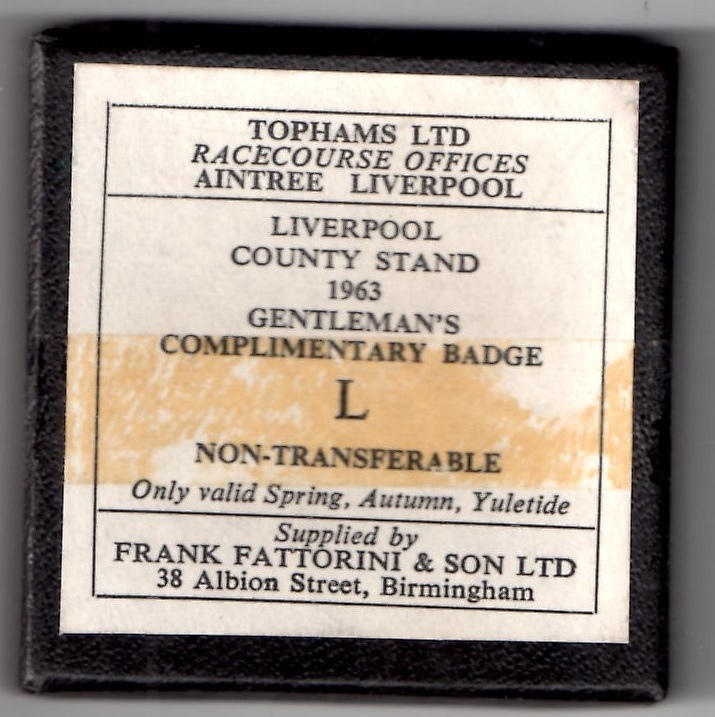 TOPHAMS LTD
RACECOURSE OFFICES
AINTREE LIVERPOOL
LIVERPOOL
COUNTY STAND
1963
GENTLEMAN'S
COMPLIMENTARY BADGE
L
NON-TRANSFERABLE
Only valid Spring, Autumn, Yuletide
Supplied by
FRANK FATTORINI & SON LTD
38 Albion Street, Birmingham